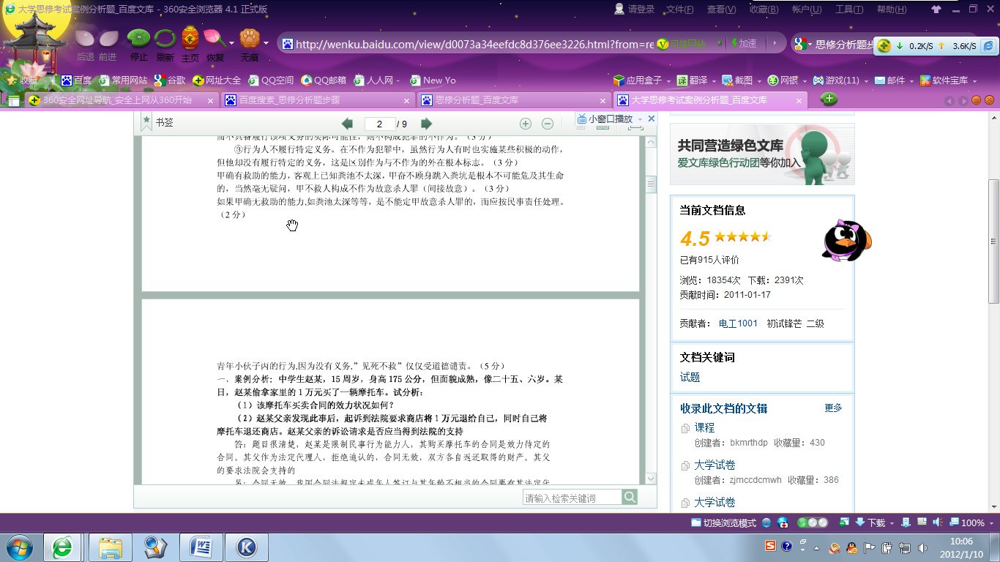 大学思修考试案例分析题_百度文库 - 360安全浏览器 4.1 正式版
请登录 文件(F) 查看(V) 收藏(B) 帐户(U) 工具(T) 帮助(H)
后退 前进 停止 刷新 主页 恢复 无痕
http://wenku.baidu.com/view/d0073a34eefdc8d376ee3226.html?from=re 可信网站 加速 思修分析题步 0.2K/S 3.6K/S
收藏 百度 常用网站 谷歌 网址大全 QQ空间 QQ邮箱 人人网 - New Yo 应用盒子 翻译 截图 网银 游戏(11) 邮件 软件宝库
360安全网址导航_安全上网从360开始 百度搜索_思修分析题步骤 思修分析题_百度文库 大学思修考试案例分析题_百度文库
书签 2 / 9 小窗口播放
而不具备履行该项义务的实际可能性，则不构成犯罪的不作为。（3 分）
③行为人不履行特定义务。在不作为犯罪中，虽然行为人有时也实施某些积极的动作，
但他却没有履行特定的义务，这是区别作为与不作为的外在根本标志。（3 分）
甲确有救助的能力，客观上已知粪池不太深，甲奋不顾身跳入粪坑是根本不可能危及其生命
的，当然毫无疑问，甲不救人构成不作为故意杀人罪（间接故意）。（3 分）
如果甲确无救助的能力,如粪池太深等等，是不能定甲故意杀人罪的，而应按民事责任处理。
（2 分）
青年小伙子丙的行为,因为没有义务,”见死不救”仅仅受道德谴责。（5 分）
一、案例分析：中学生赵某，15 周岁，身高 175 公分，但面貌成熟，像二十五、六岁。某
日，赵某偷拿家里的 1 万元买了一辆摩托车。试分析：
（1）该摩托车买卖合同的效力状况如何？
（2）赵某父亲发现此事后，起诉到法院要求商店将 1 万元退给自己，同时自己将
摩托车退还商店。赵某父亲的诉讼请求是否应当得到法院的支持
答：题目很清楚，赵某是限制民事行为能力人，其购买摩托车的合同是效力待定的
合同。其父作为法定代理人，拒绝追认的，合同无效，双方各自返还取得的财产。其父
的要求法院会支持的
另：合同无效，我国合同法规定未成年人签订与其年龄不相当的合同要有其法定代
请输入检索关键词
共同营造绿色文库
爱文库绿色行动团等你加入
当前文档信息
4.5
已有915人评价
浏览：18354次 下载：2391次
贡献时间：2011-01-17
贡献者： 电工1001 初试锋芒 二级
文档关键词
试题
收录此文档的文辑 更多
课程
创建者：bkmrthdp 收藏量：430
大学试卷
创建者：zjmccdcmwh 收藏量：386
大学试卷
切换浏览模式 下载 100%
10:06
2012/1/10